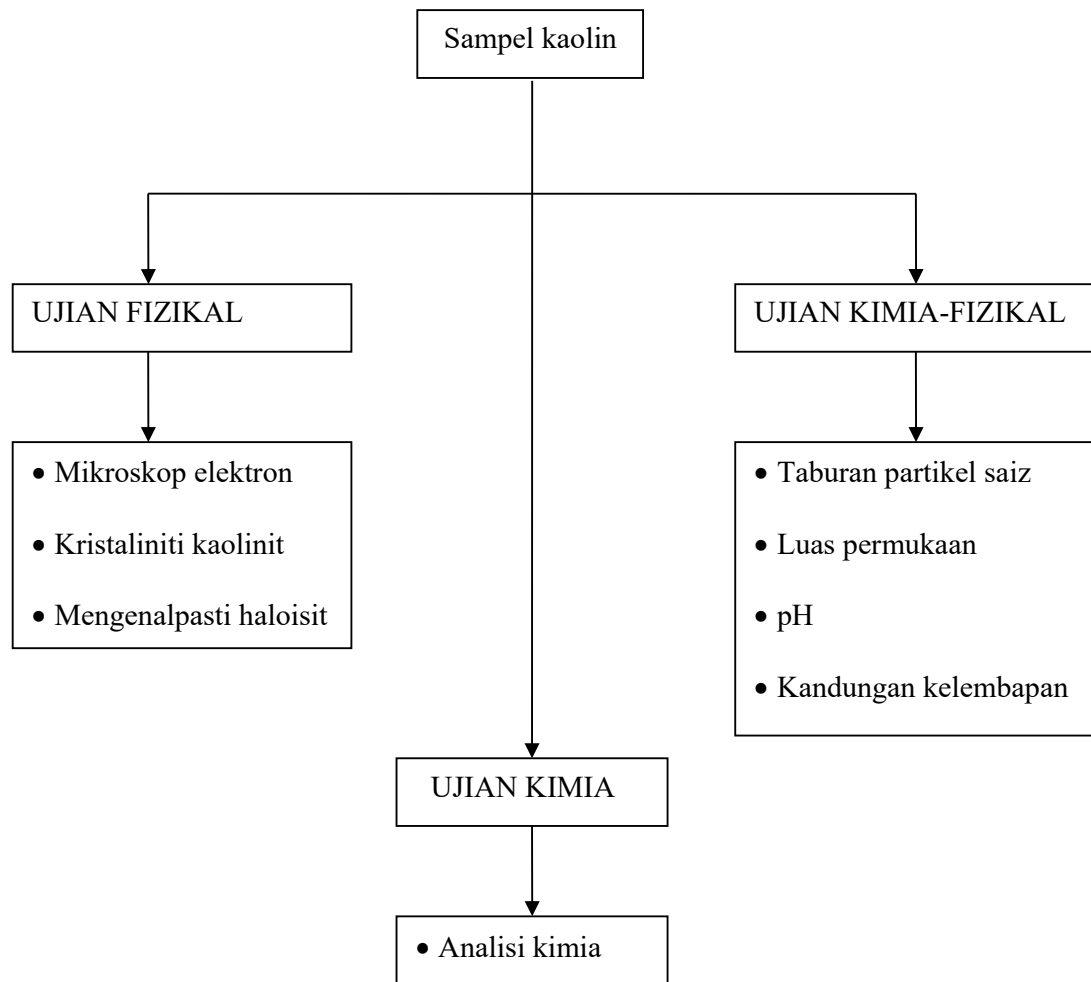 Sampel kaolin
UJIAN FIZIKAL
UJIAN KIMIA-FIZIKAL
• Mikroskop elektron
• Kristaliniti kaolinit
• Mengenalpasti haloisit
• Taburan partikel saiz
• Luas permukaan
• pH
• Kandungan kelembapan
UJIAN KIMIA
• Analisi kimia